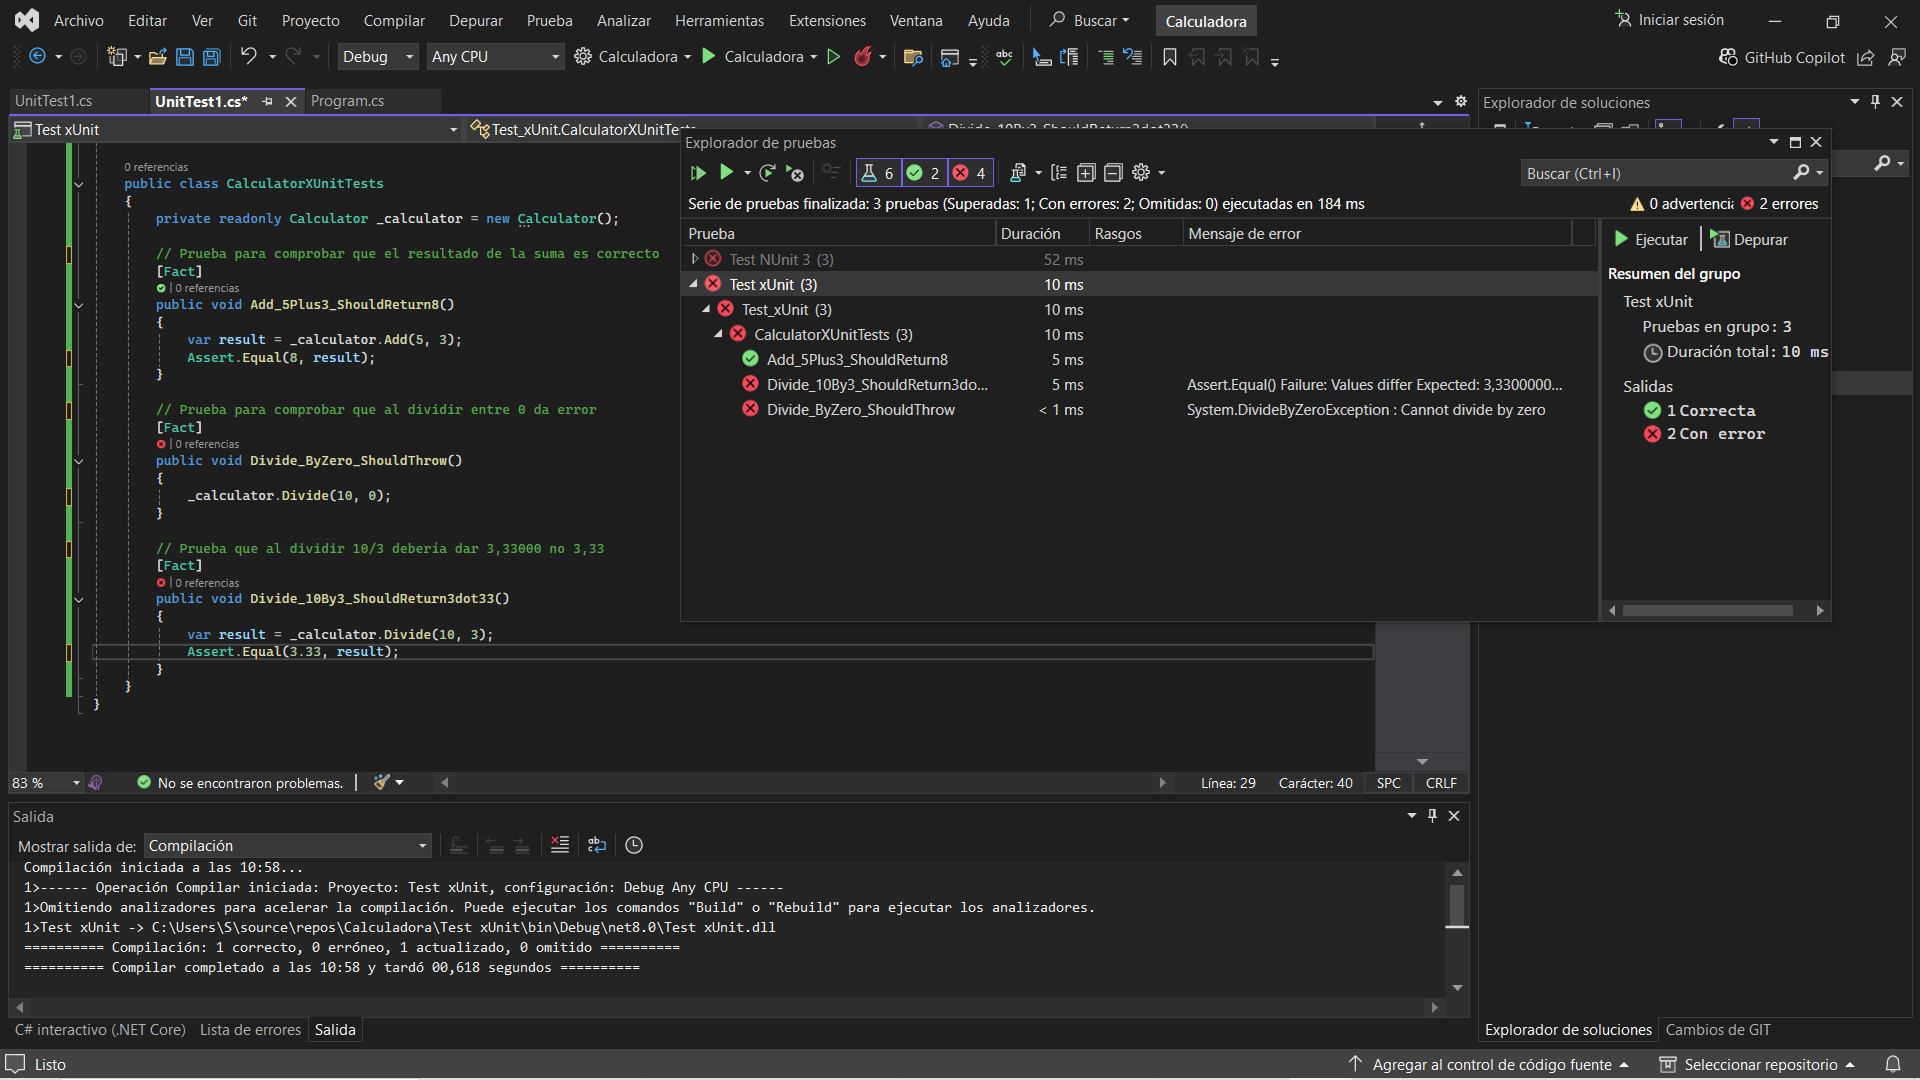 Archivo Editar Ver Git Proyecto Compilar Depurar Prueba Analizar Herramientas Extensiones Ventana Ayuda Buscar Calculadora Iniciar sesión
Debug Any CPU Calculadora Calculadora GitHub Copilot
UnitTest1.cs UnitTest1.cs* Program.cs
Test xUnit Test_xUnit.CalculatorXUnitTests Divide_10By3_ShouldReturn3dot33()
0 referencias
public class CalculatorXUnitTests
{
private readonly Calculator _calculator = new Calculator();
// Prueba para comprobar que el resultado de la suma es correcto
[Fact]
0 referencias
public void Add_5Plus3_ShouldReturn8()
{
var result = _calculator.Add(5, 3);
Assert.Equal(8, result);
}
// Prueba para comprobar que al dividir entre 0 da error
[Fact]
0 referencias
public void Divide_ByZero_ShouldThrow()
{
_calculator.Divide(10, 0);
}
// Prueba que al dividir 10/3 debería dar 3,33000 no 3,33
[Fact]
0 referencias
public void Divide_10By3_ShouldReturn3dot33()
{
var result = _calculator.Divide(10, 3);
Assert.Equal(3.33, result);
}
}
}
83 % No se encontraron problemas. Línea: 29 Carácter: 40 SPC CRLF
Explorador de pruebas
6 2 4 Buscar (Ctrl+I)
Serie de pruebas finalizada: 3 pruebas (Superadas: 1; Con errores: 2; Omitidas: 0) ejecutadas en 184 ms 0 advertencia 2 errores
Prueba Duración Rasgos Mensaje de error
Test NUnit 3 (3) 52 ms
Test xUnit (3) 10 ms
Test_xUnit (3) 10 ms
CalculatorXUnitTests (3) 10 ms
Add_5Plus3_ShouldReturn8 5 ms
Divide_10By3_ShouldReturn3do... 5 ms Assert.Equal() Failure: Values differ Expected: 3,3300000...
Divide_ByZero_ShouldThrow < 1 ms System.DivideByZeroException : Cannot divide by zero
Ejecutar Depurar
Resumen del grupo
Test xUnit
Pruebas en grupo: 3
Duración total: 10 ms
Salidas
1 Correcta
2 Con error
Explorador de soluciones
Salida
Mostrar salida de: Compilación
Compilación iniciada a las 10:58...
1>------ Operación Compilar iniciada: Proyecto: Test xUnit, configuración: Debug Any CPU ------
1>Omitiendo analizadores para acelerar la compilación. Puede ejecutar los comandos "Build" o "Rebuild" para ejecutar los analizadores.
1>Test xUnit -> C:\Users\S\source\repos\Calculadora\Test xUnit\bin\Debug\net8.0\Test xUnit.dll
========== Compilación: 1 correcto, 0 erróneo, 1 actualizado, 0 omitido ==========
========== Compilar completado a las 10:58 y tardó 00,618 segundos ==========
C# interactivo (.NET Core) Lista de errores Salida
Explorador de soluciones Cambios de GIT
Listo Agregar al control de código fuente Seleccionar repositorio